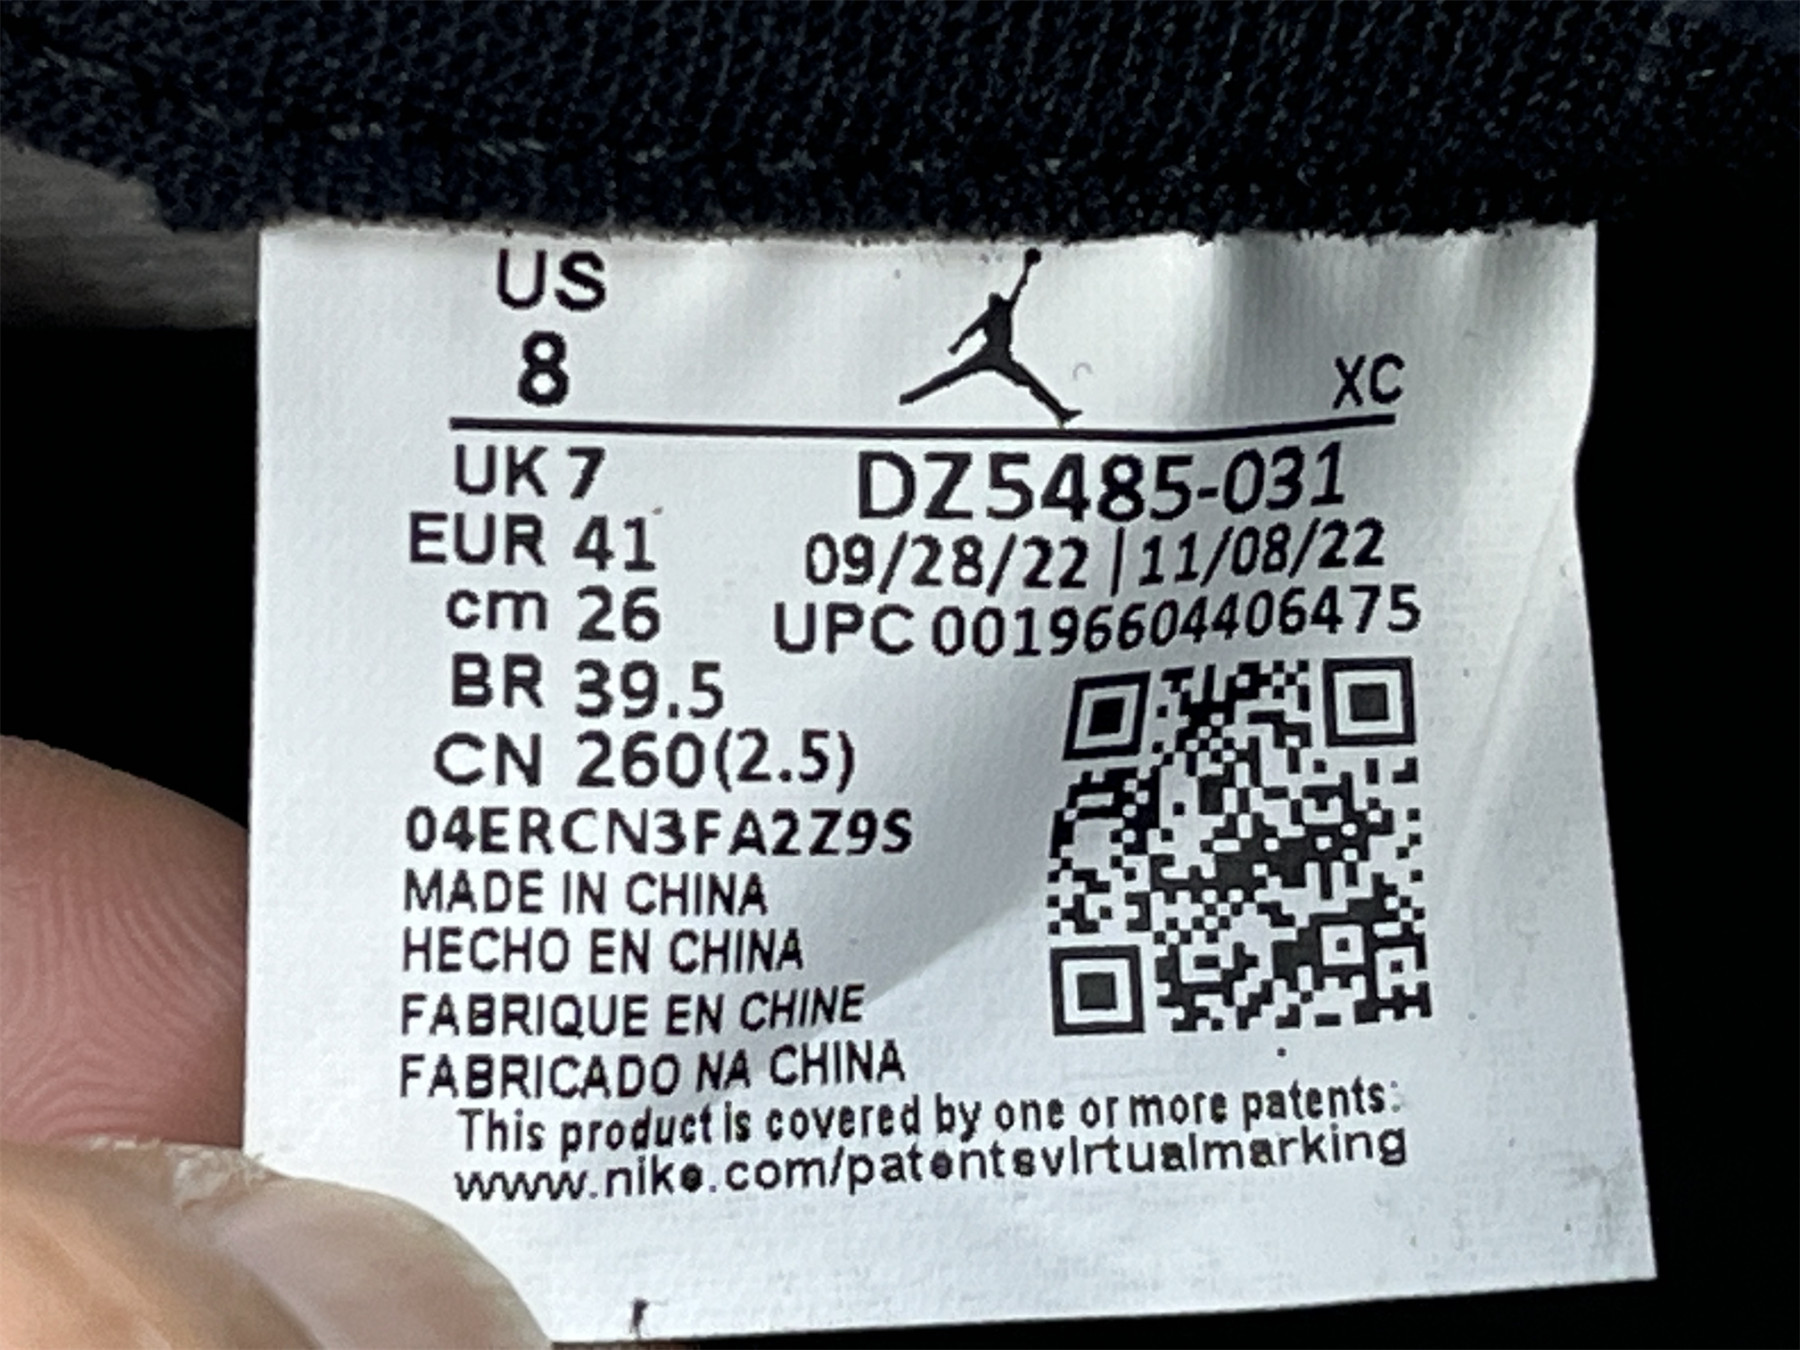 US
8
XC
UK 7
EUR 41
cm 26
BR 39.5
CN 260(2.5)
DZ5485-031
09/28/22 | 11/08/22
UPC 00196604406475
04ERCN3FA2Z9S
MADE IN CHINA
HECHO EN CHINA
FABRIQUE EN CHINE
FABRICADO NA CHINA
This product is covered by one or more patents:
www.nike.com/patentsvirtualmarking